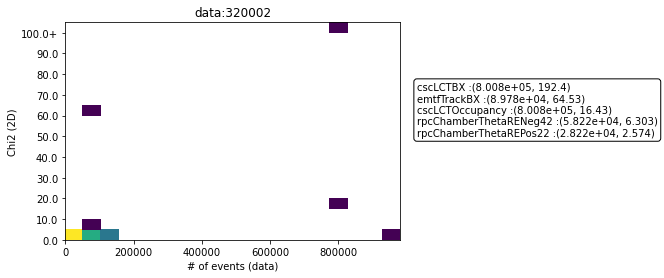 data:320002
100.0+
90.0
80.0
70.0
60.0
50.0
40.0
30.0
20.0
10.0
0.0
Chi2 (2D)
0 200000 400000 600000 800000
# of events (data)
cscLCTBX :(8.008e+05, 192.4)
emtfTrackBX :(8.978e+04, 64.53)
cscLCTOccupancy :(8.008e+05, 16.43)
rpcChamberThetaRENeg42 :(5.822e+04, 6.303)
rpcChamberThetaREPos22 :(2.822e+04, 2.574)